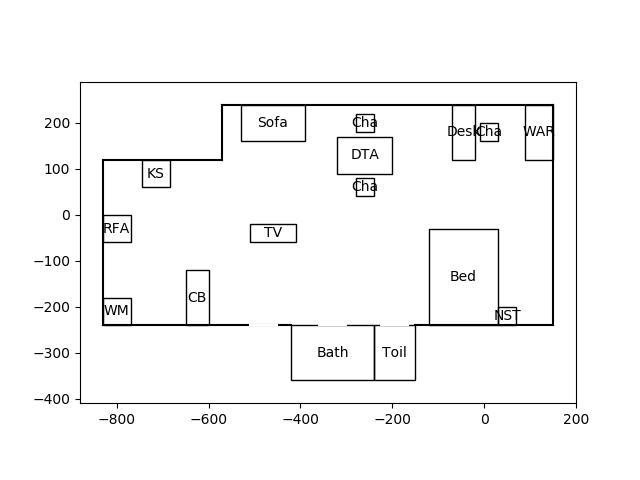 Sofa
Cha
Desk
Cha
WAR
DTA
KS
Cha
RFA
TV
Bed
CB
WM
NST
Bath
Toil
200
100
0
−100
−200
−300
−400
−800
−600
−400
−200
0
200